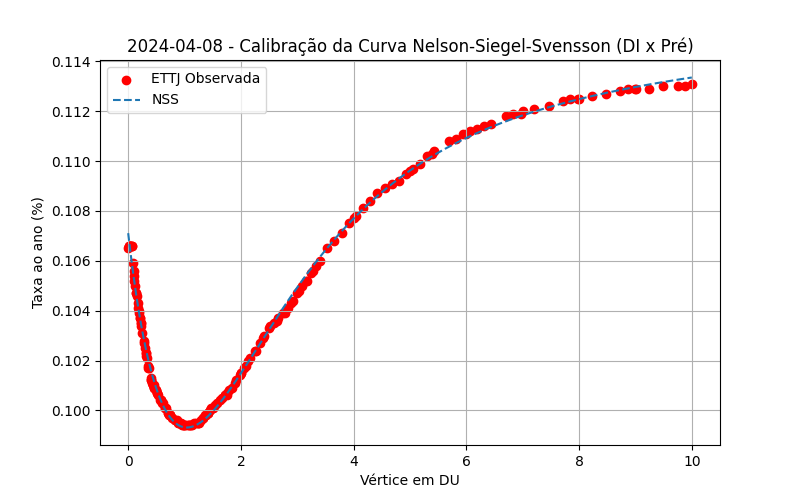 2024-04-08 - Calibração da Curva Nelson-Siegel-Svensson (DI x Pré)
0.114
0.112
0.110
0.108
0.106
0.104
0.102
0.100
Taxa ao ano (%)
ETTJ Observada
NSS
0 2 4 6 8 10
Vértice em DU